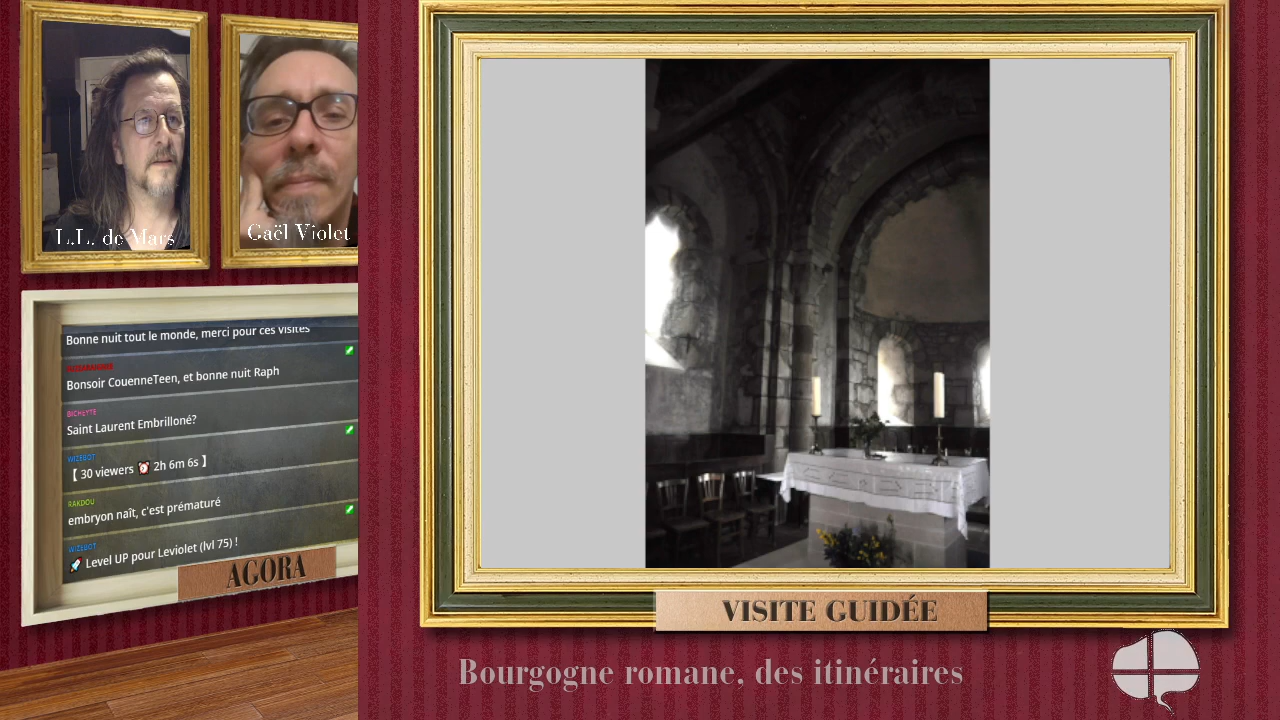 L.L. de Mars
Gaël Violet
Bonne nuit tout le monde, merci pour ces visites
Bonsoir CouenneTeen, et bonne nuit Raph
BICHEYTE
Saint Laurent Embrilloné?
WIZEBOT
【 30 viewers ⏰ 2h 6m 6s 】
RAKDOU
embryon naît, c'est prématuré
WIZEBOT
🚀 Level UP pour Leviolet (lvl 75) !
AGORA
VISITE GUIDÉE
Bourgogne romane, des itinéraires